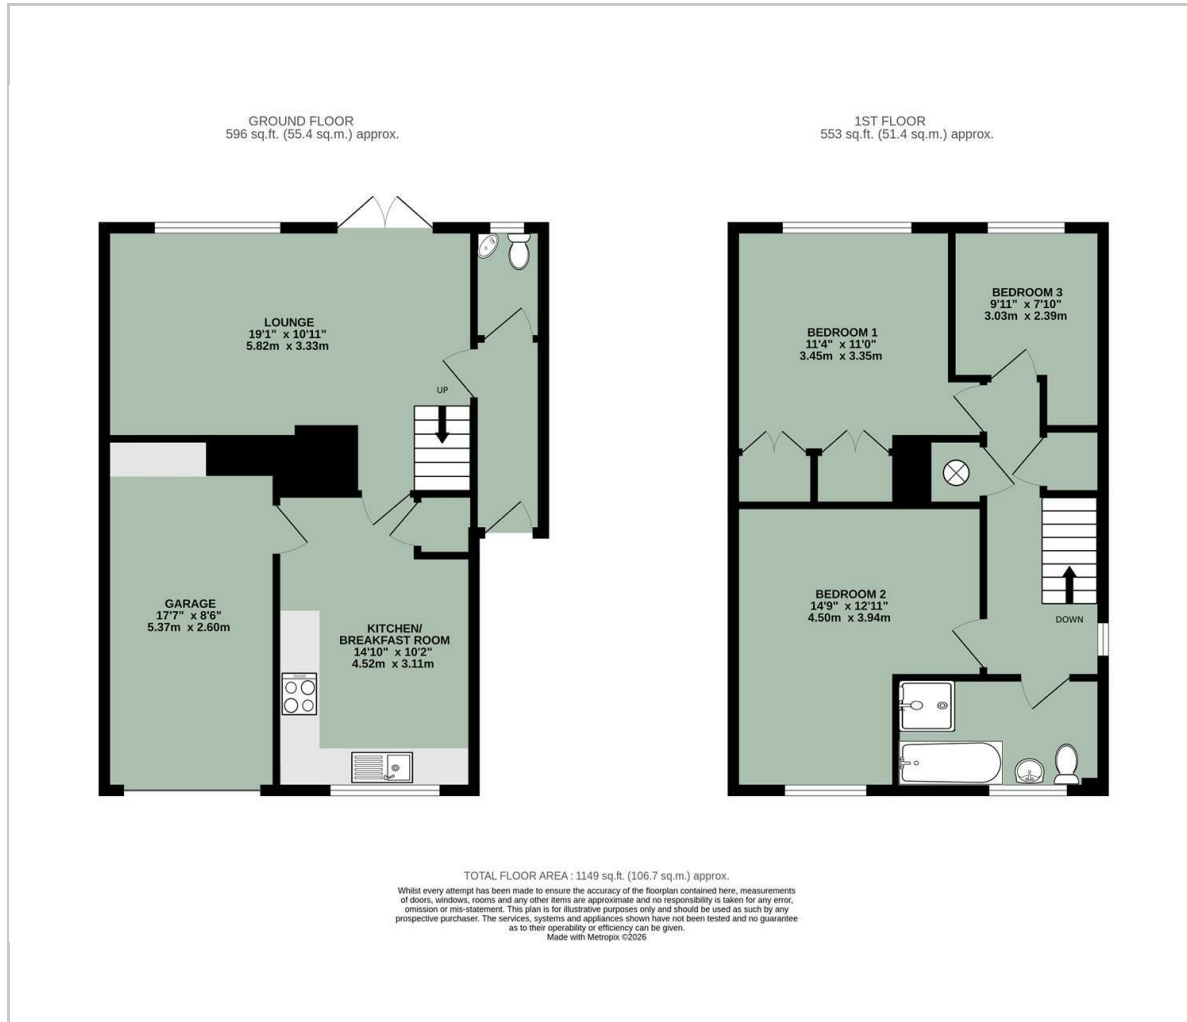 GROUND FLOOR
596 sq.ft. (55.4 sq.m.) approx.
1ST FLOOR
553 sq.ft. (51.4 sq.m.) approx.
LOUNGE
19'1" x 10'11"
5.82m x 3.33m
UP
GARAGE
17'7" x 8'6"
5.37m x 2.60m
KITCHEN/
BREAKFAST ROOM
14'10" x 10'2"
4.52m x 3.11m
BEDROOM 1
11'4" x 11'0"
3.45m x 3.35m
BEDROOM 3
9'11" x 7'10"
3.03m x 2.39m
BEDROOM 2
14'9" x 12'11"
4.50m x 3.94m
DOWN
TOTAL FLOOR AREA : 1149 sq.ft. (106.7 sq.m.) approx.
Whilst every attempt has been made to ensure the accuracy of the floorplan contained here, measurements
of doors, windows, rooms and any other items are approximate and no responsibility is taken for any error,
omission or mis-statement. This plan is for illustrative purposes only and should be used as such by any
prospective purchaser. The services, systems and appliances shown have not been tested and no guarantee
as to their operability or efficiency can be given.
Made with Metropix ©2026